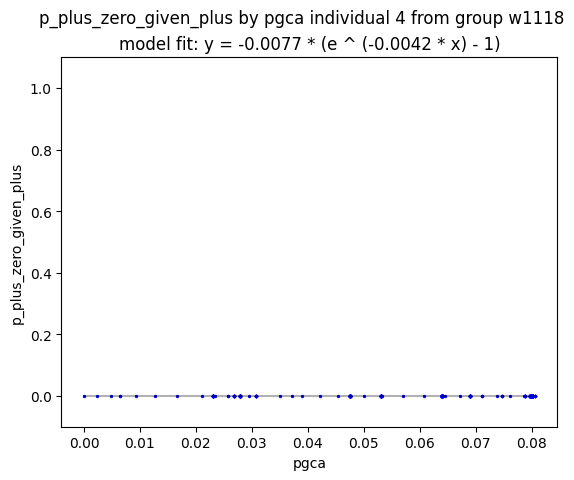 p_plus_zero_given_plus by pgca individual 4 from group w1118
model fit: y = -0.0077 * (e ^ (-0.0042 * x) - 1)
1.0
0.8
0.6
0.4
0.2
0.0
p_plus_zero_given_plus
0.00 0.01 0.02 0.03 0.04 0.05 0.06 0.07 0.08
pgca